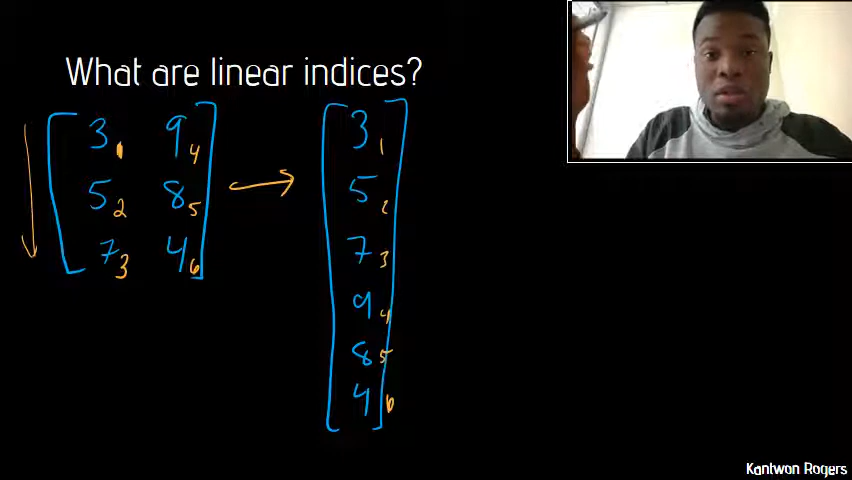 What are linear indices?
3 1 9 4
5 2 8 5
7 3 4 6
3 1
5 2
7 3
9 4
8 5
4 6
Kantwon Rogers